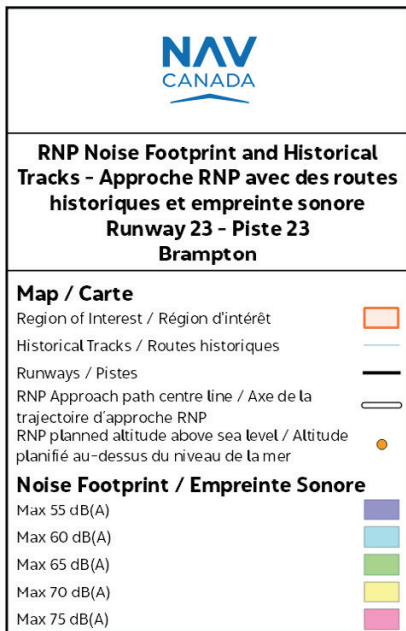 NAV
CANADA
RNP Noise Footprint and Historical
Tracks - Approche RNP avec des routes
historiques et empreinte sonore
Runway 23 - Piste 23
Brampton
Map / Carte
Region of Interest / Région d'intérêt
Historical Tracks / Routes historiques
Runways / Pistes
RNP Approach path centre line / Axe de la
trajectoire d'approche RNP
RNP planned altitude above sea level / Altitude
planifié au-dessus du niveau de la mer
Noise Footprint / Empreinte Sonore
Max 55 dB(A)
Max 60 dB(A)
Max 65 dB(A)
Max 70 dB(A)
Max 75 dB(A)